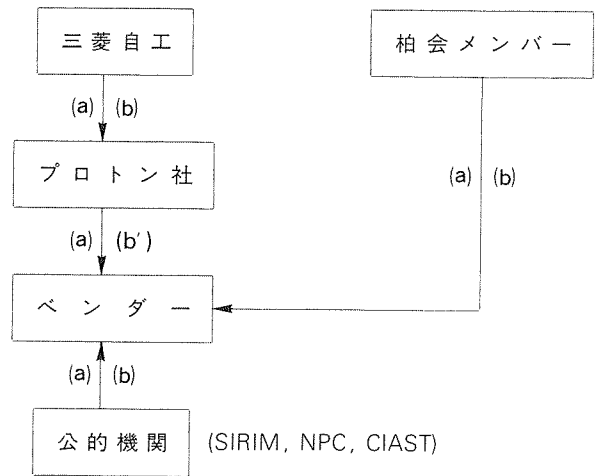 三菱自工
柏会メンバー
(a) (b)
プロトン社
(a) (b)
(a) (b′)
ベンダー
(a) (b)
公的機関 (SIRIM, NPC, CIAST)